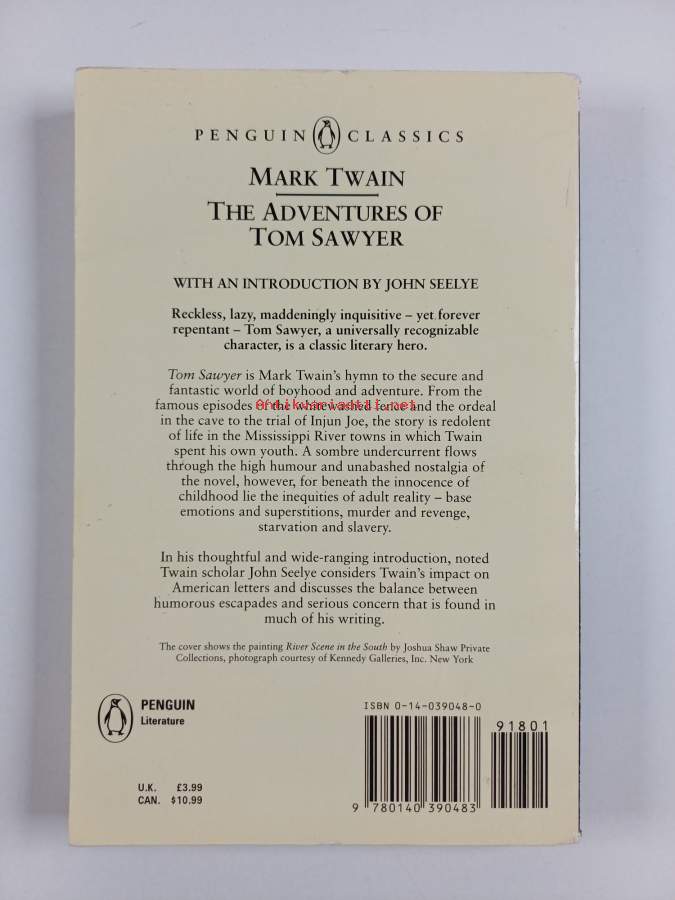 PENGUIN CLASSICS
MARK TWAIN
THE ADVENTURES OF
TOM SAWYER
WITH AN INTRODUCTION BY JOHN SEELYE
Reckless, lazy, maddeningly inquisitive – yet forever
repentant – Tom Sawyer, a universally recognizable
character, is a classic literary hero.
Tom Sawyer is Mark Twain's hymn to the secure and
fantastic world of boyhood and adventure. From the
famous episodes of the whitewashed fence and the ordeal
antikvariaatti.net
in the cave to the trial of Injun Joe, the story is redolent
of life in the Mississippi River towns in which Twain
spent his own youth. A sombre undercurrent flows
through the high humour and unabashed nostalgia of
the novel, however, for beneath the innocence of
childhood lie the inequities of adult reality – base
emotions and superstitions, murder and revenge,
starvation and slavery.
In his thoughtful and wide-ranging introduction, noted
Twain scholar John Seelye considers Twain's impact on
American letters and discusses the balance between
humorous escapades and serious concern that is found in
much of his writing.
The cover shows the painting River Scene in the South by Joshua Shaw Private
Collections, photograph courtesy of Kennedy Galleries, Inc. New York
PENGUIN
Literature
U.K. £3.99
CAN. $10.99
ISBN 0-14-039048-0
91801
9 780140 390483